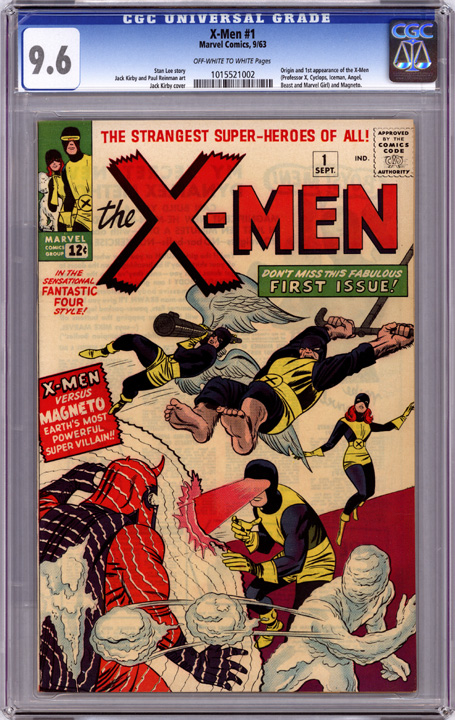 CGC UNIVERSAL GRADE
9.6
X-Men #1
Marvel Comics, 9/63
OFF-WHITE TO WHITE Pages
Stan Lee story
Jack Kirby and Paul Reinman art
Jack Kirby cover
1015521002
Origin and 1st appearance of the X-Men
(Professor X, Cyclops, Iceman, Angel,
Beast and Marvel Girl) and Magneto.
CGC
THE STRANGEST SUPER-HEROES OF ALL!
1
SEPT.
IND.
APPROVED
BY THE
COMICS
CODE
AUTHORITY
the X-MEN
MARVEL
COMICS
GROUP
12¢
IN THE
SENSATIONAL
FANTASTIC
FOUR
STYLE!
DON'T MISS THIS FABULOUS
FIRST ISSUE!
X-MEN
VERSUS
MAGNETO
EARTH'S MOST
POWERFUL
SUPER VILLAIN!!